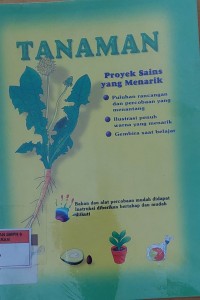 TANAMAN
Proyek Sains
yang Menarik
Puluhan rancangan
dan percobaan yang
menantang
Ilustrasi penuh
warna yang menarik
Gembira saat belajar
Bahan dan alat percobaan mudah didapat
Instruksi diberikan bertahap dan mudah
diikuti